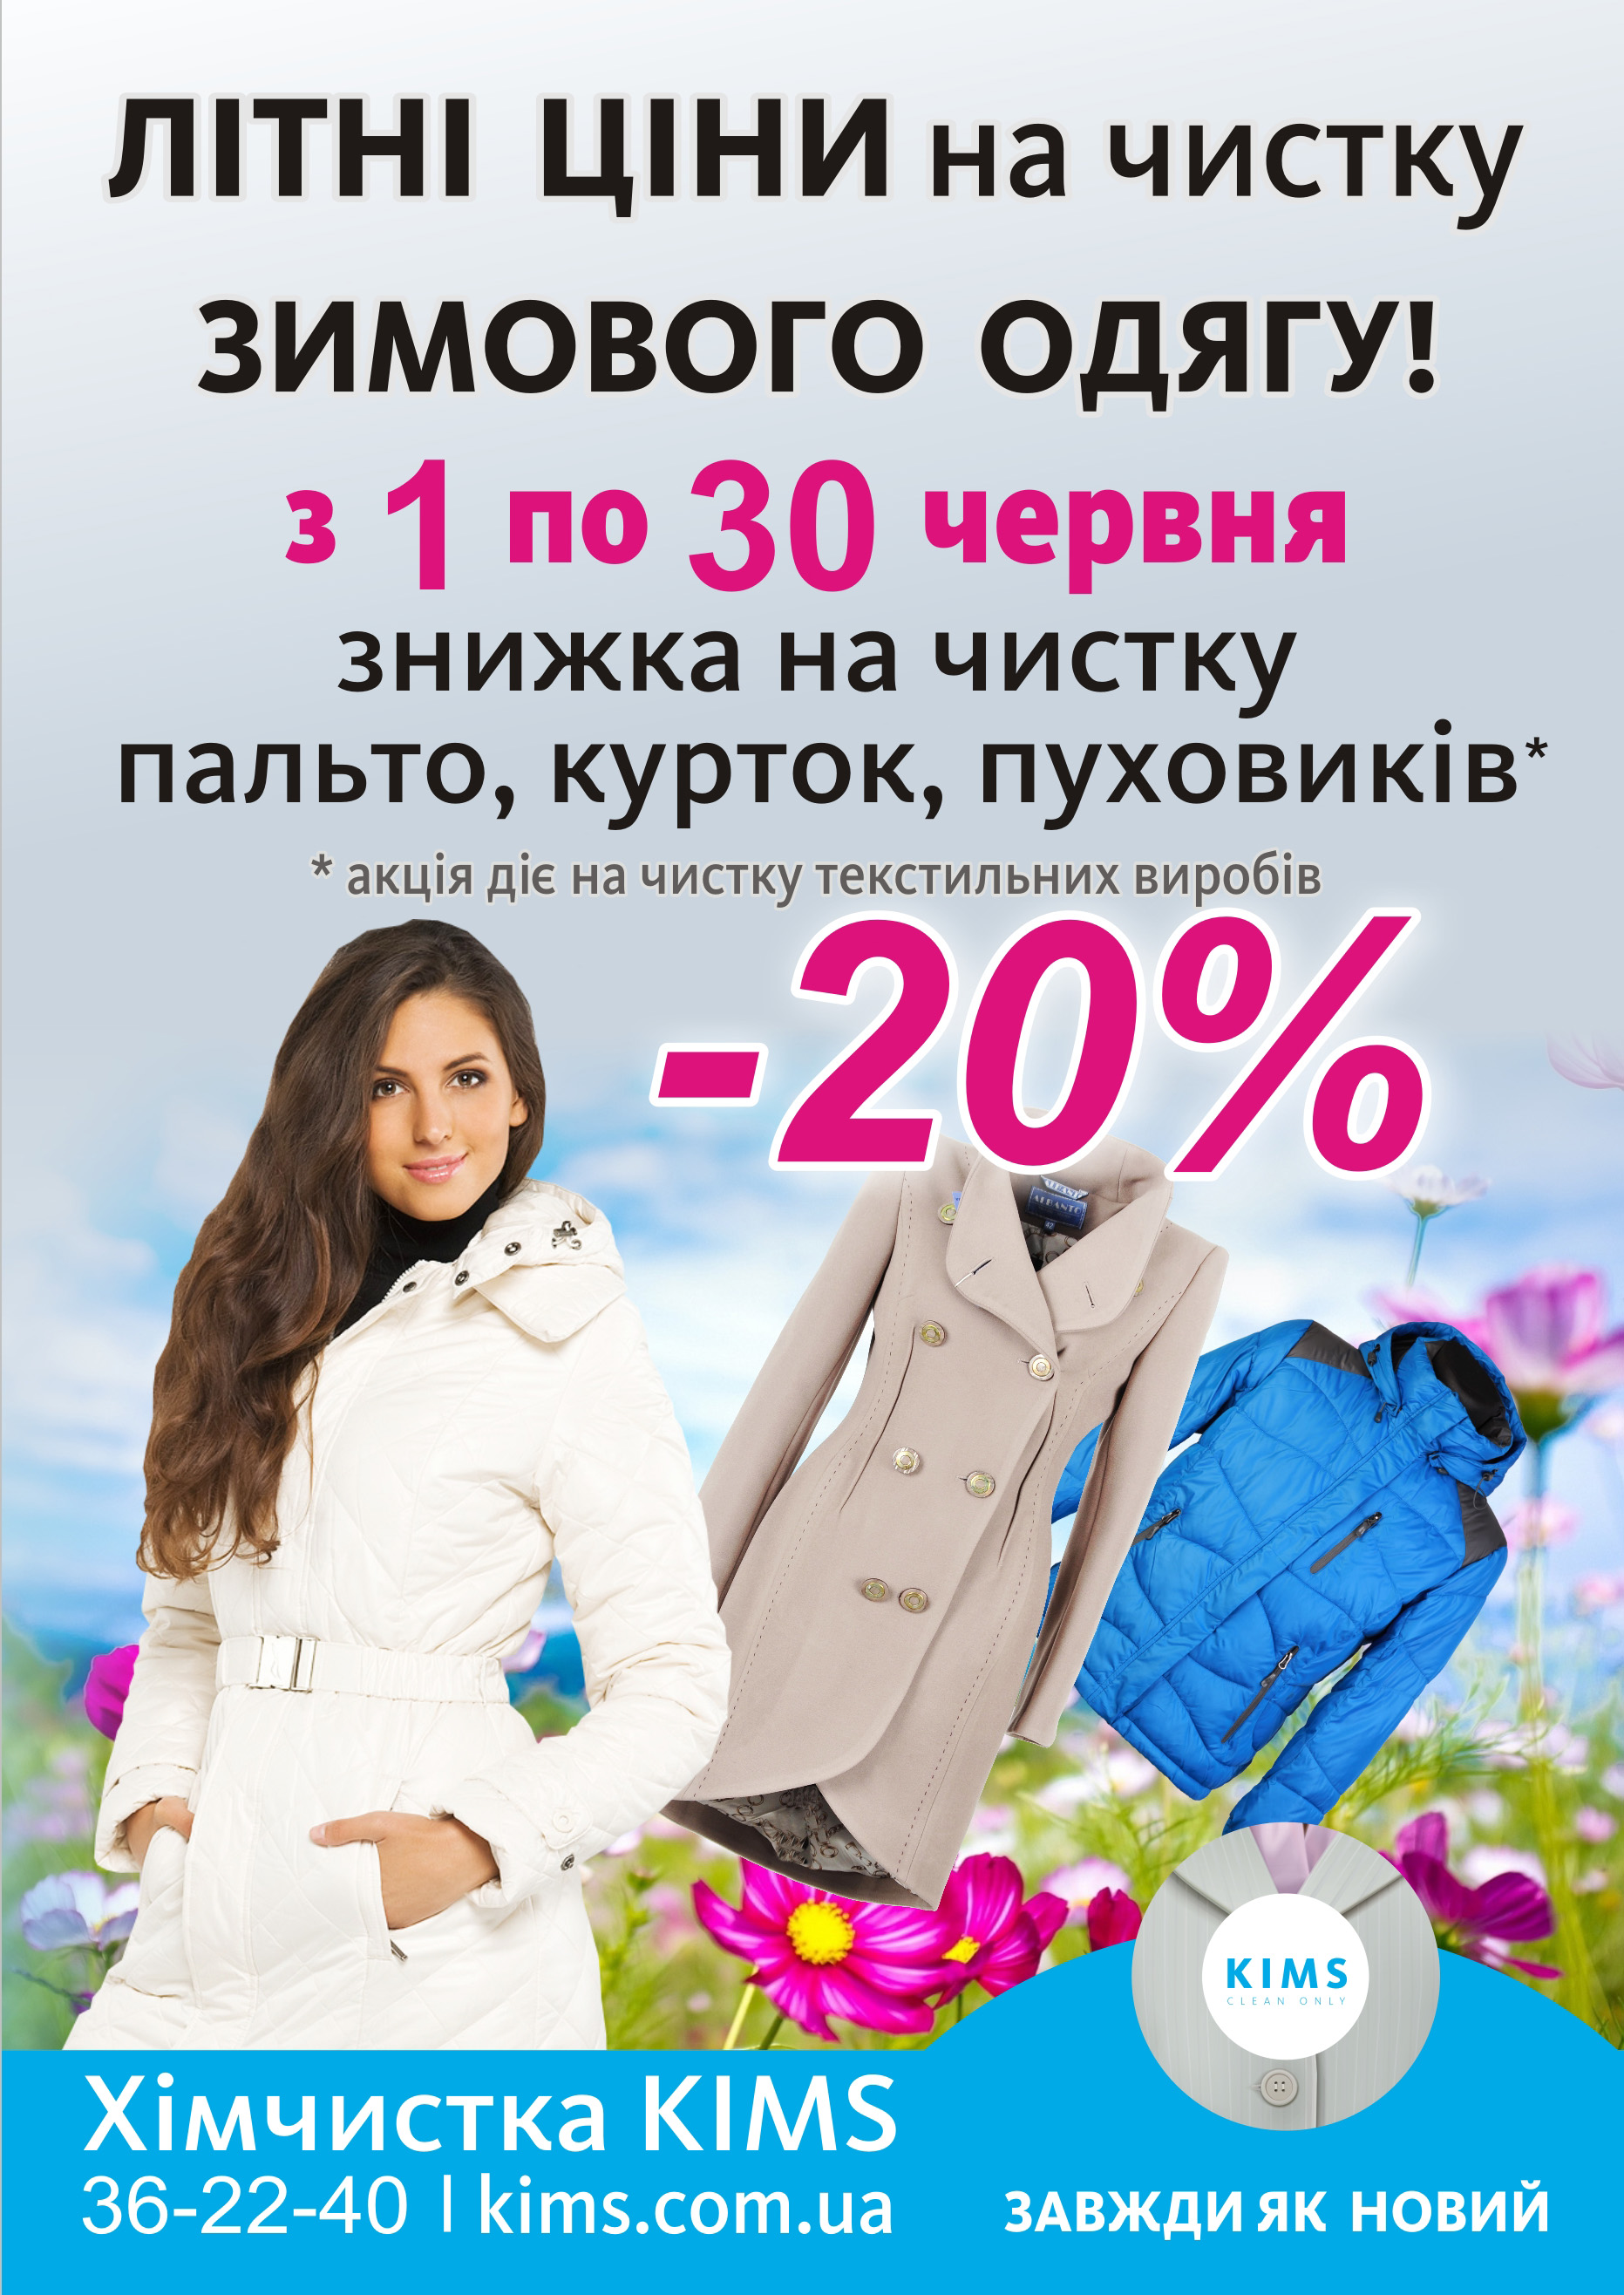 ЛІТНІ ЦІНИ на чистку
ЗИМОВОГО ОДЯГУ!
з 1 по 30 червня
знижка на чистку
пальто, курток, пуховиків*
* акція діє на чистку текстильних виробів
-20%
KIMS
CLEAN ONLY
Хімчистка KIMS
36-22-40 | kims.com.ua
ЗАВЖДИ ЯК НОВИЙ